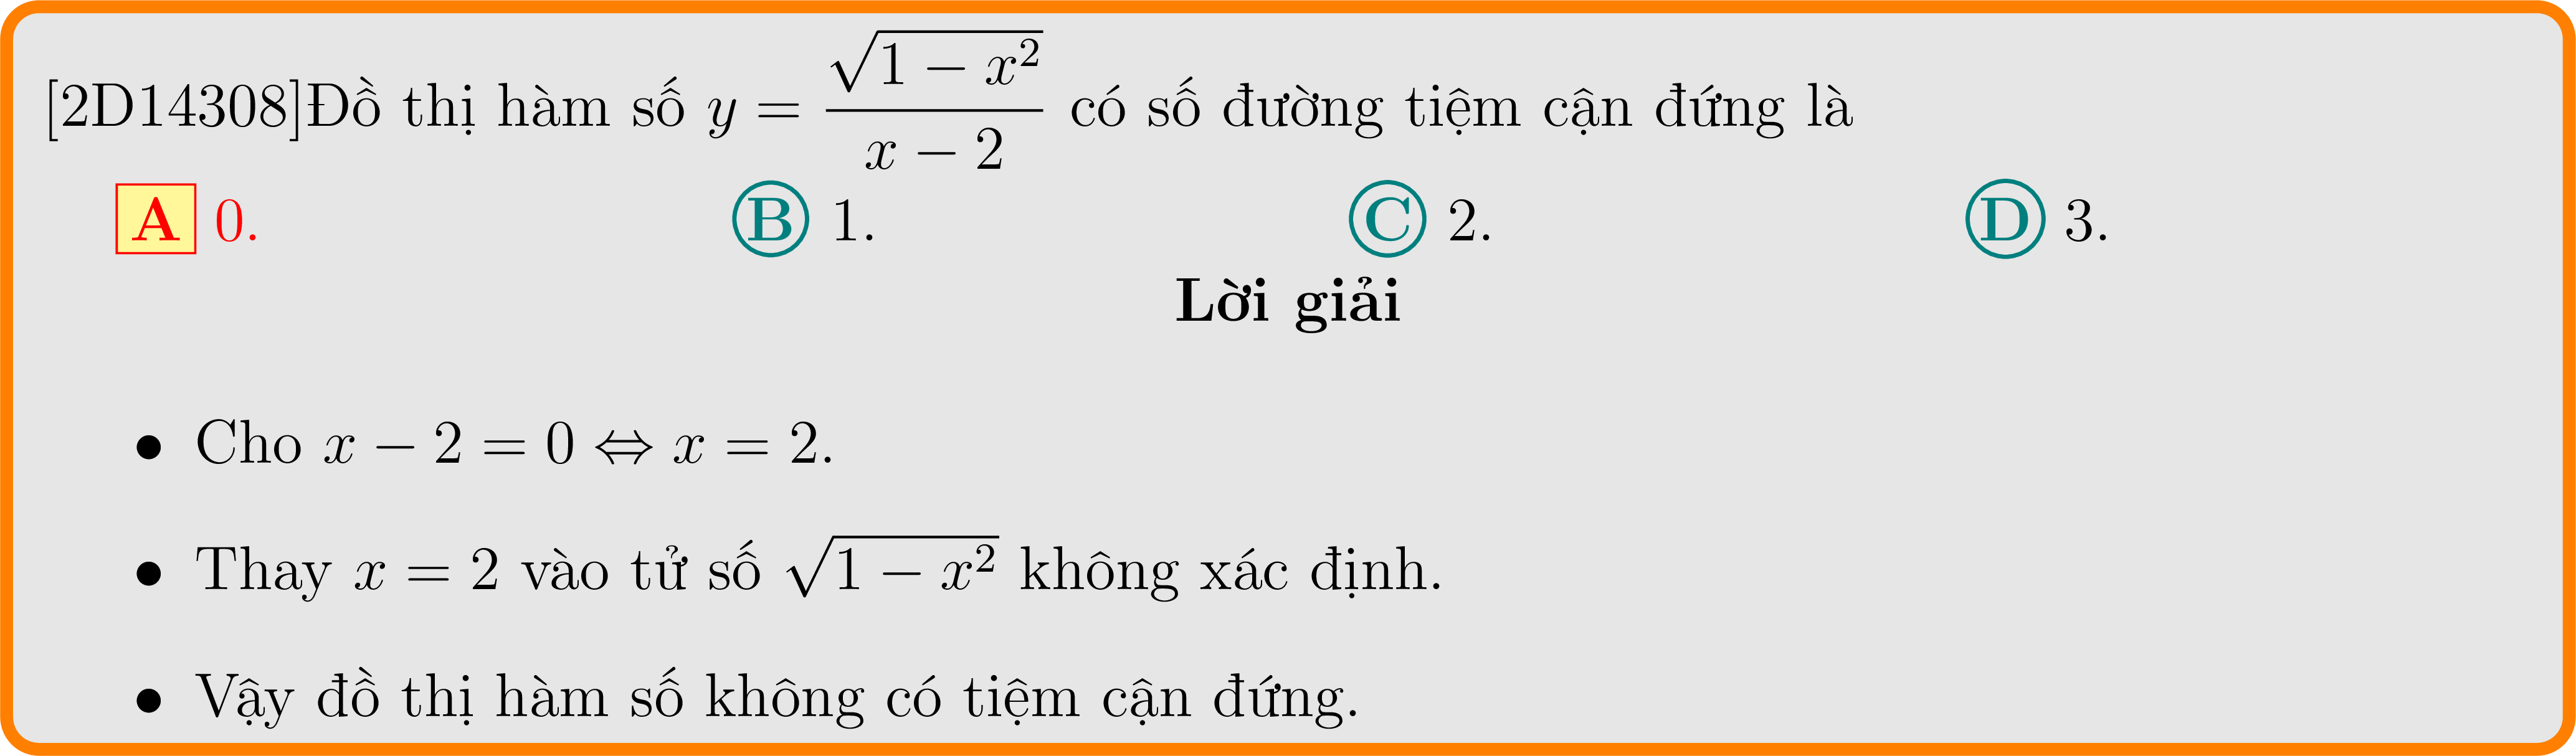 [2D14308]Đồ thị hàm số $y = \dfrac{\sqrt{1 - x^2}}{x - 2}$ có số đường tiệm cận đứng là
A 0. B 1. C 2. D 3.
Lời giải
• Cho $x - 2 = 0 \Leftrightarrow x = 2$.
• Thay $x = 2$ vào tử số $\sqrt{1 - x^2}$ không xác định.
• Vậy đồ thị hàm số không có tiệm cận đứng.